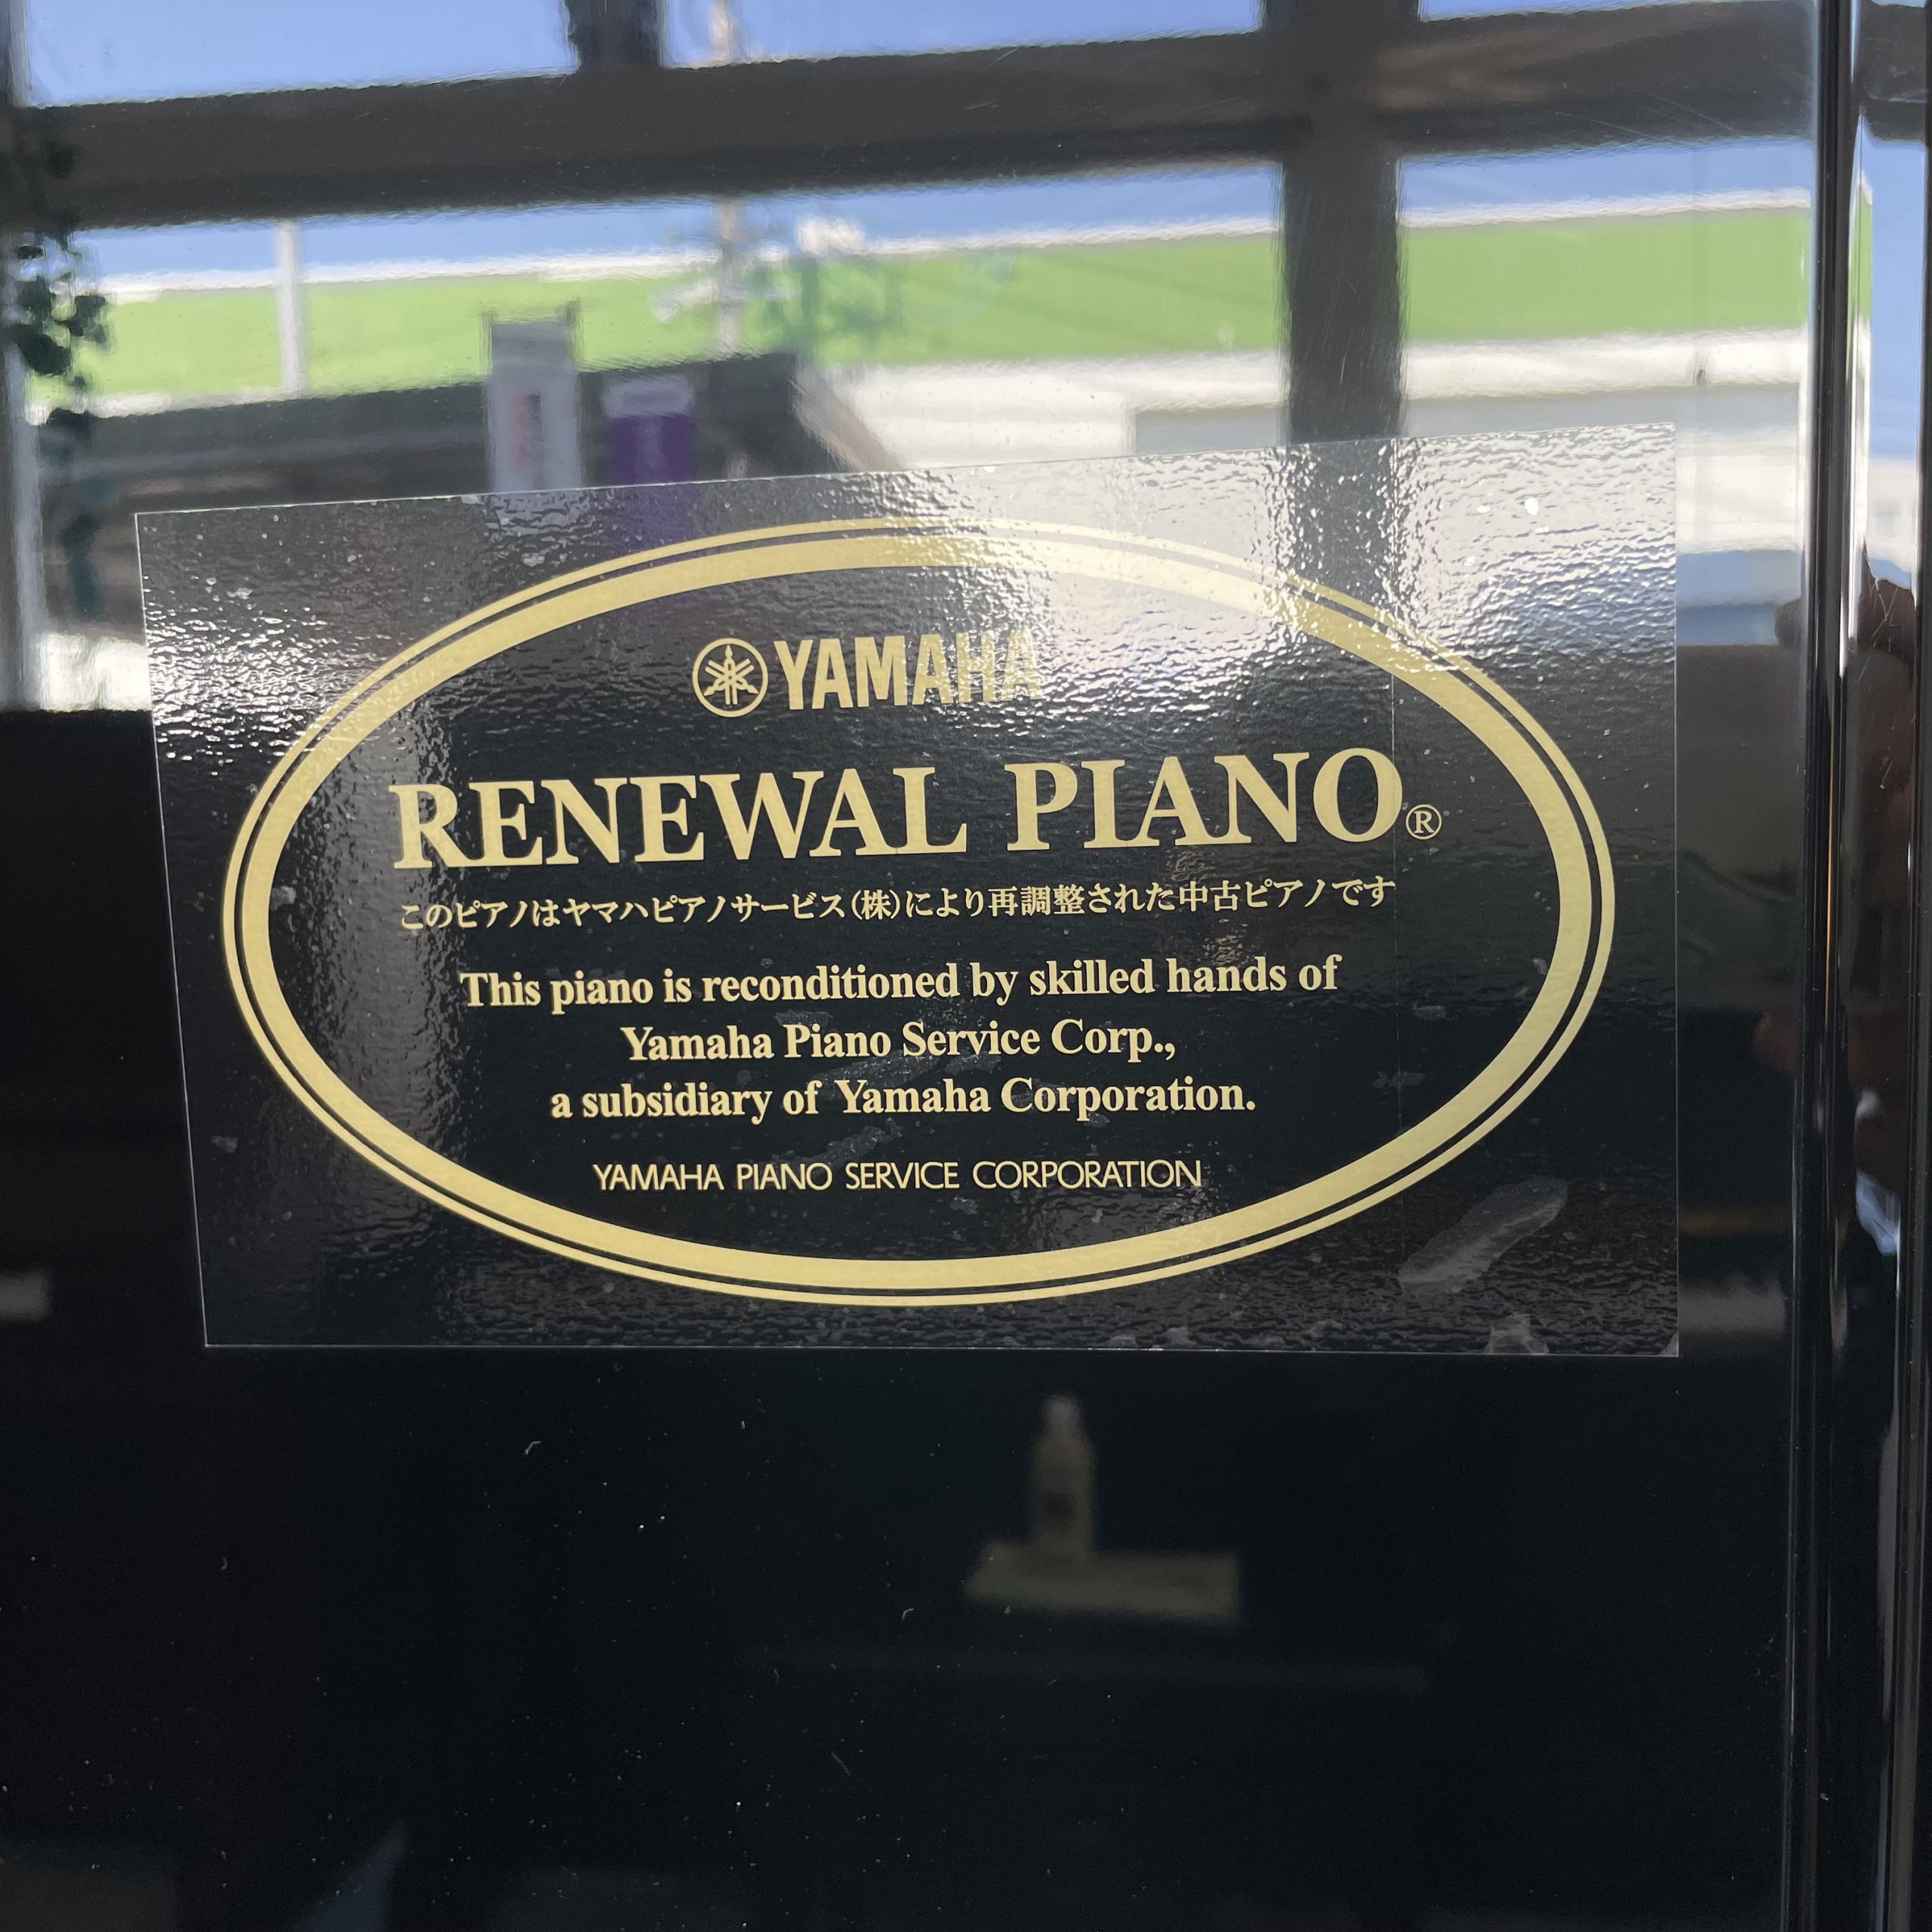 YAMAHA
RENEWAL PIANO®
このピアノはヤマハピアノサービス(株)により再調整された中古ピアノです
This piano is reconditioned by skilled hands of
Yamaha Piano Service Corp.,
a subsidiary of Yamaha Corporation.
YAMAHA PIANO SERVICE CORPORATION